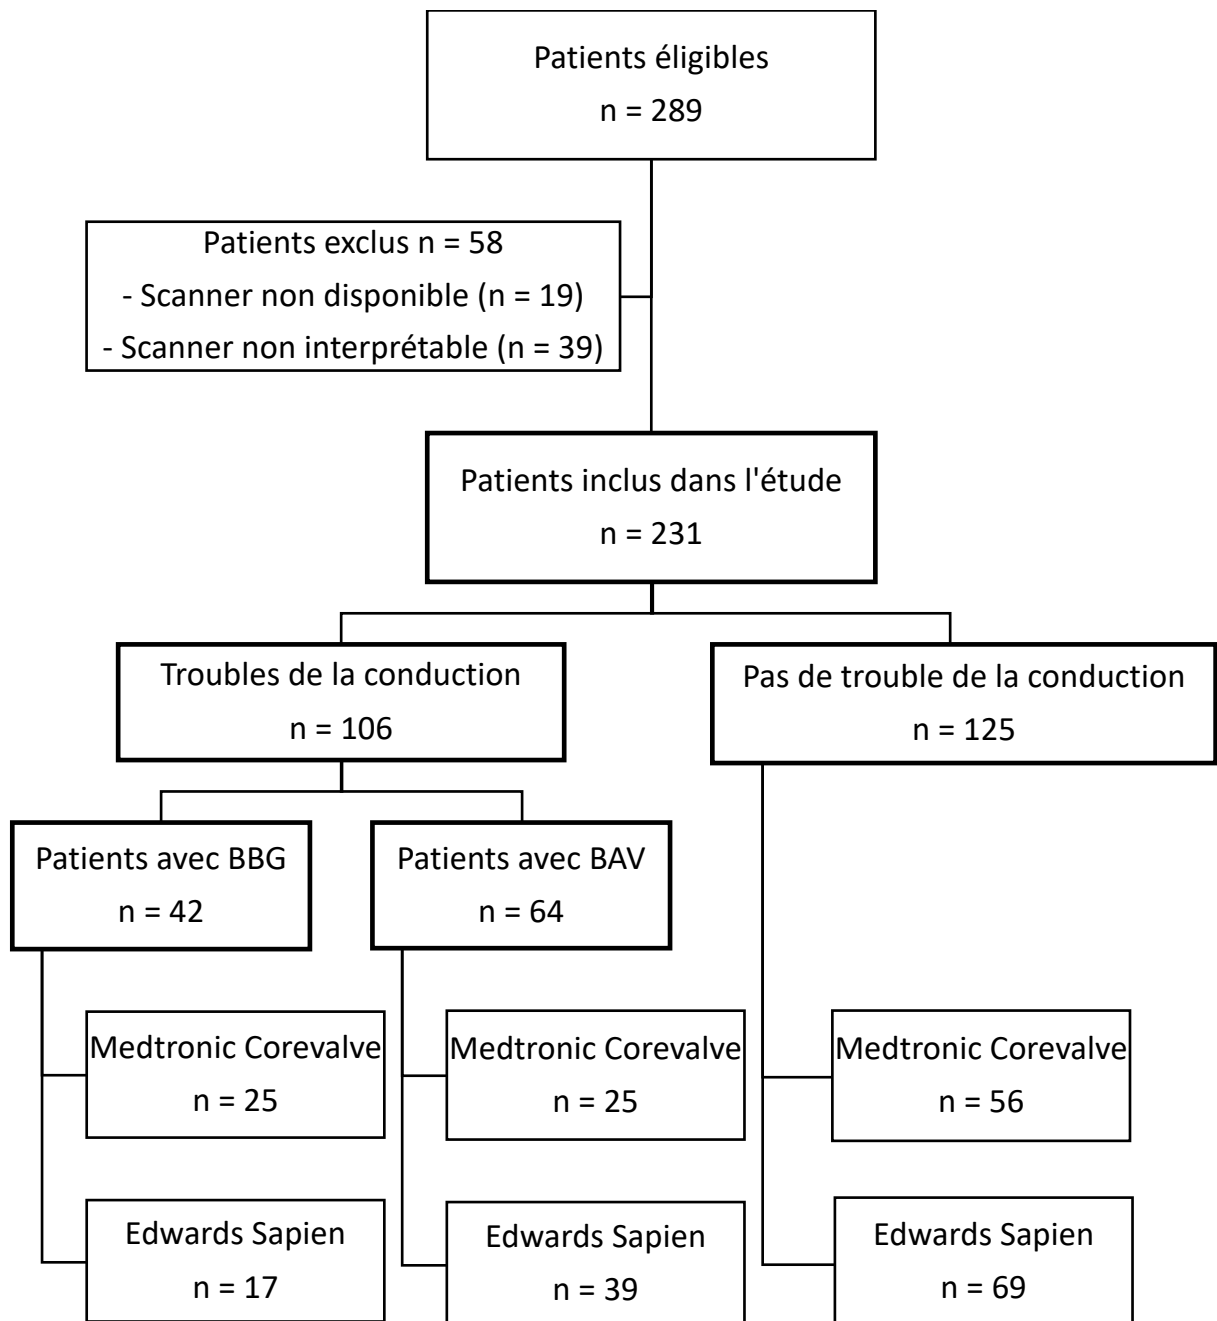 Patients éligibles
n = 289
Patients exclus n = 58
- Scanner non disponible (n = 19)
- Scanner non interprétable (n = 39)
Patients inclus dans l'étude
n = 231
Troubles de la conduction
n = 106
Pas de trouble de la conduction
n = 125
Patients avec BBG
n = 42
Patients avec BAV
n = 64
Medtronic Corevalve
n = 25
Medtronic Corevalve
n = 25
Medtronic Corevalve
n = 56
Edwards Sapien
n = 17
Edwards Sapien
n = 39
Edwards Sapien
n = 69